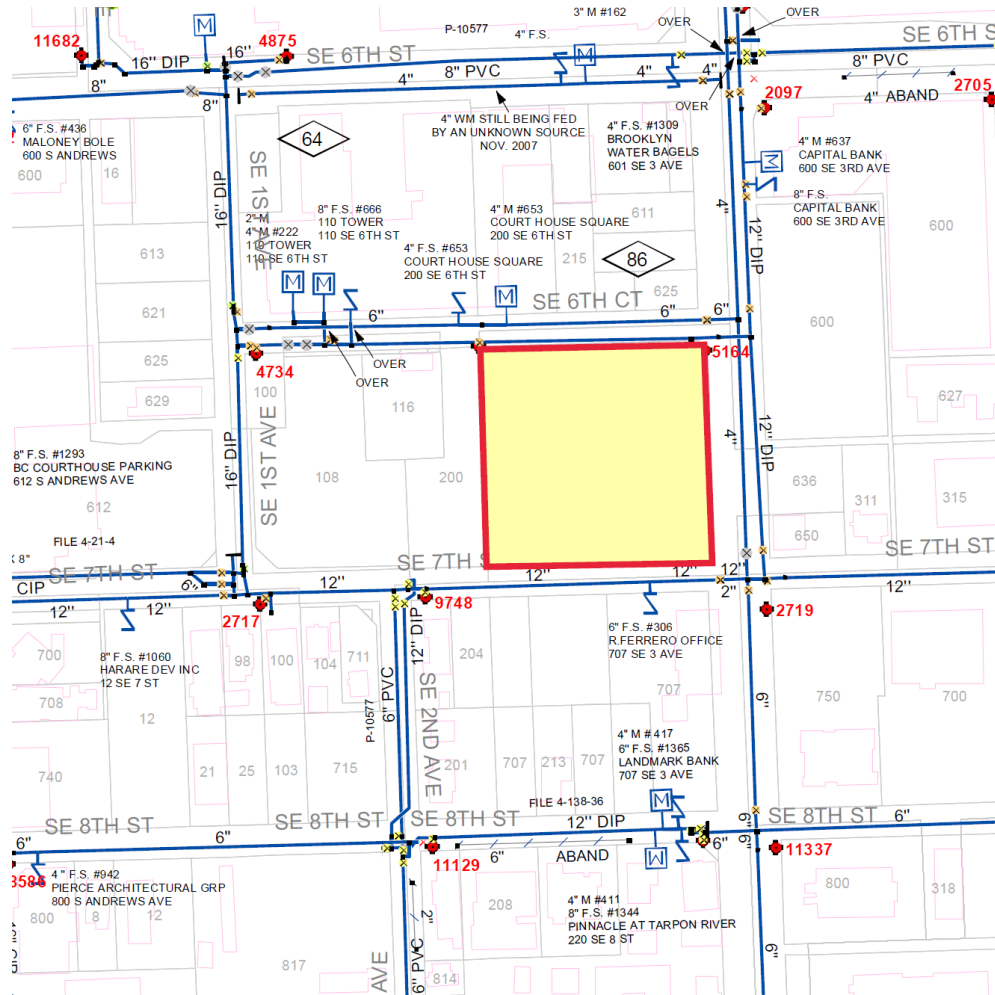 11682
16"
4875
SE 6TH ST
P-10577
3" M #162
4" F.S.
OVER
OVER
SE 6TH S
16" DIP
8"
8"
4"
8" PVC
4"
4"
OVER
8" PVC
4" ABAND
2705
2097
6" F.S. #436
MALONEY BOLE
600 S ANDREWS
600
16
64
4" WM STILL BEING FED
BY AN UNKNOWN SOURCE
NOV. 2007
4" F.S. #1309
BROOKLYN
WATER BAGELS
601 SE 3 AVE
4" M #637
CAPITAL BANK
600 SE 3RD AVE
8" F.S.
CAPITAL BANK
600 SE 3RD AVE
16" DIP
SE 1ST AVE
2" M
4" M #222
110 TOWER
110 SE 6TH ST
8" F.S. #666
110 TOWER
110 SE 6TH ST
4" F.S. #653
COURT HOUSE SQUARE
200 SE 6TH ST
4" M #653
COURT HOUSE SQUARE
200 SE 6TH ST
4"
12" DIP
611
215
86
625
600
600
613
621
625
629
M
M
M
M
M
M
SE 6TH CT
6"
6"
6"
OVER
OVER
4734
5164
100
116
627
8" F.S. #1293
BC COURTHOUSE PARKING
612 S ANDREWS AVE
612
16" DIP
SE 1ST AVE
108
200
4"
12" DIP
636
650
311
315
FILE 4-21-4
X 8"
SE 7TH ST
SE 7TH S
SE 7TH ST
CIP
6"
12"
12"
12"
12"
12"
12"
2"
12"
2717
9748
2719
8" F.S. #1060
HARARE DEV INC
12 SE 7 ST
6" F.S. #306
R.FERRERO OFFICE
707 SE 3 AVE
700
708
740
12
98
100
104
711
204
707
750
700
P-10577
6" PVC
12" DIP
SE 2ND AVE
6"
21
25
103
715
201
707
213
707
4" M # 417
6" F.S. #1365
LANDMARK BANK
707 SE 3 AVE
M
M
FILE 4-138-36
SE 8TH ST
SE 8TH ST
SE 8TH ST
SE 8TH ST
12" DIP
6"
6"
6"
6"
6"
6"
6"
ABAND
11129
11337
4" F.S. #942
PIERCE ARCHITECTURAL GRP
800 S ANDREWS AVE
800
8
12
208
800
318
4" M #411
8" F.S. #1344
PINNACLE AT TARPON RIVER
220 SE 8 ST
2"
6" PVC
AVE
817
814
6"